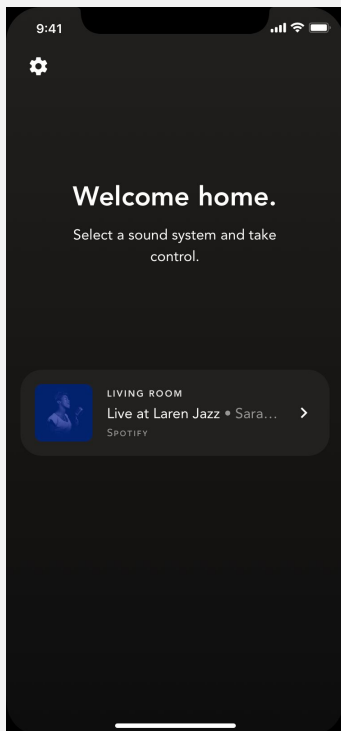 9:41
Welcome home.
Select a sound system and take
control.
LIVING ROOM
Live at Laren Jazz • Sara...
SPOTIFY